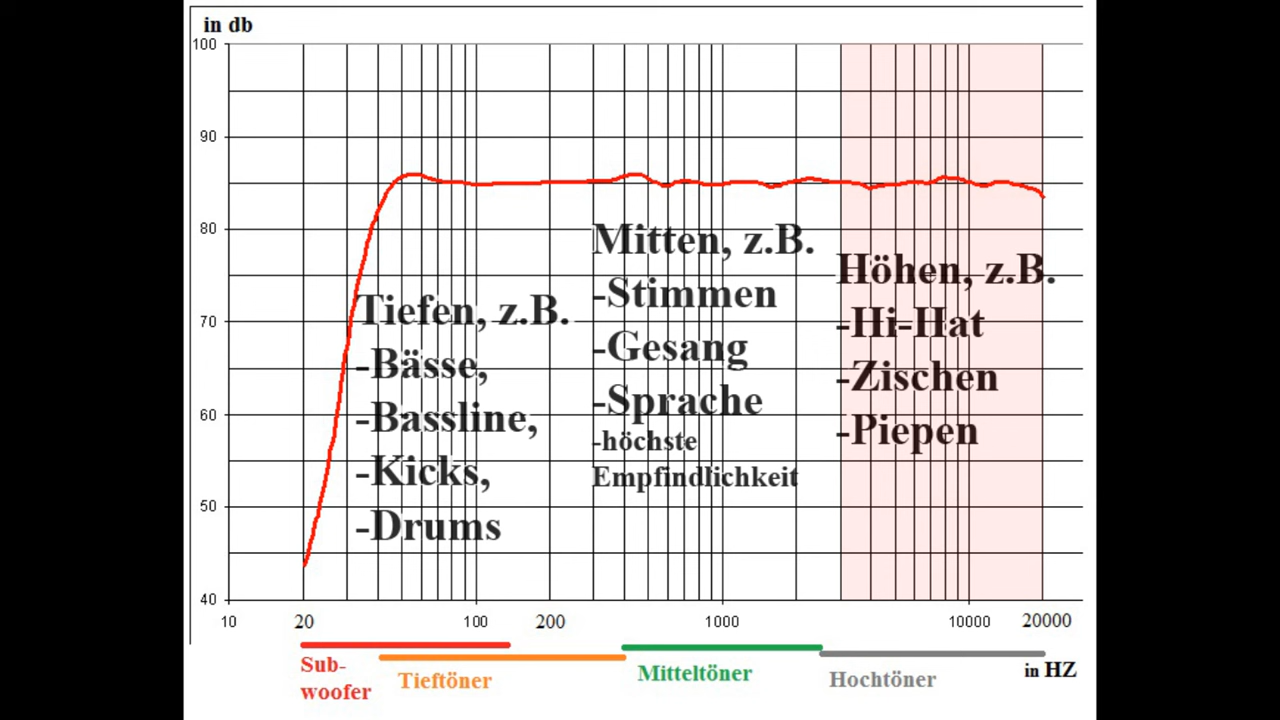 in db
100
90
80
70
60
50
40
Tiefen, z.B.
-Bässe,
-Bassline,
-Kicks,
-Drums
Mitten, z.B.
-Stimmen
-Gesang
-Sprache
-höchste
Empfindlichkeit
Höhen, z.B.
-Hi-Hat
-Zischen
-Piepen
10 20 100 200 1000 10000 20000
in HZ
Sub-
woofer
Tieftöner
Mitteltöner
Hochtöner